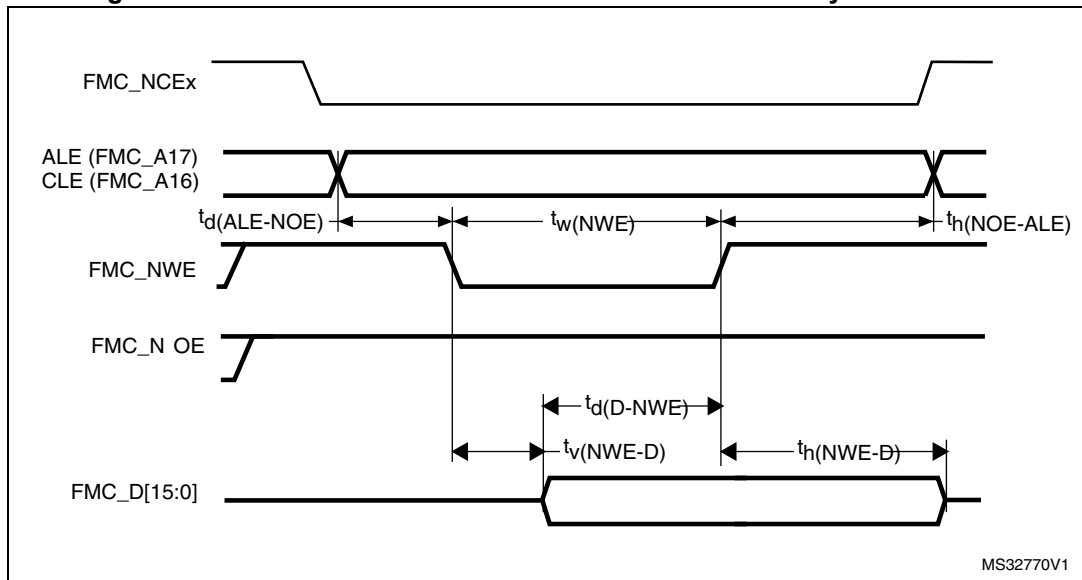 FMC_NCEx
ALE (FMC_A17)
CLE (FMC_A16)
td(ALE-NOE)
tw(NWE)
th(NOE-ALE)
FMC_NWE
FMC_N OE
td(D-NWE)
tv(NWE-D)
th(NWE-D)
FMC_D[15:0]
MS32770V1